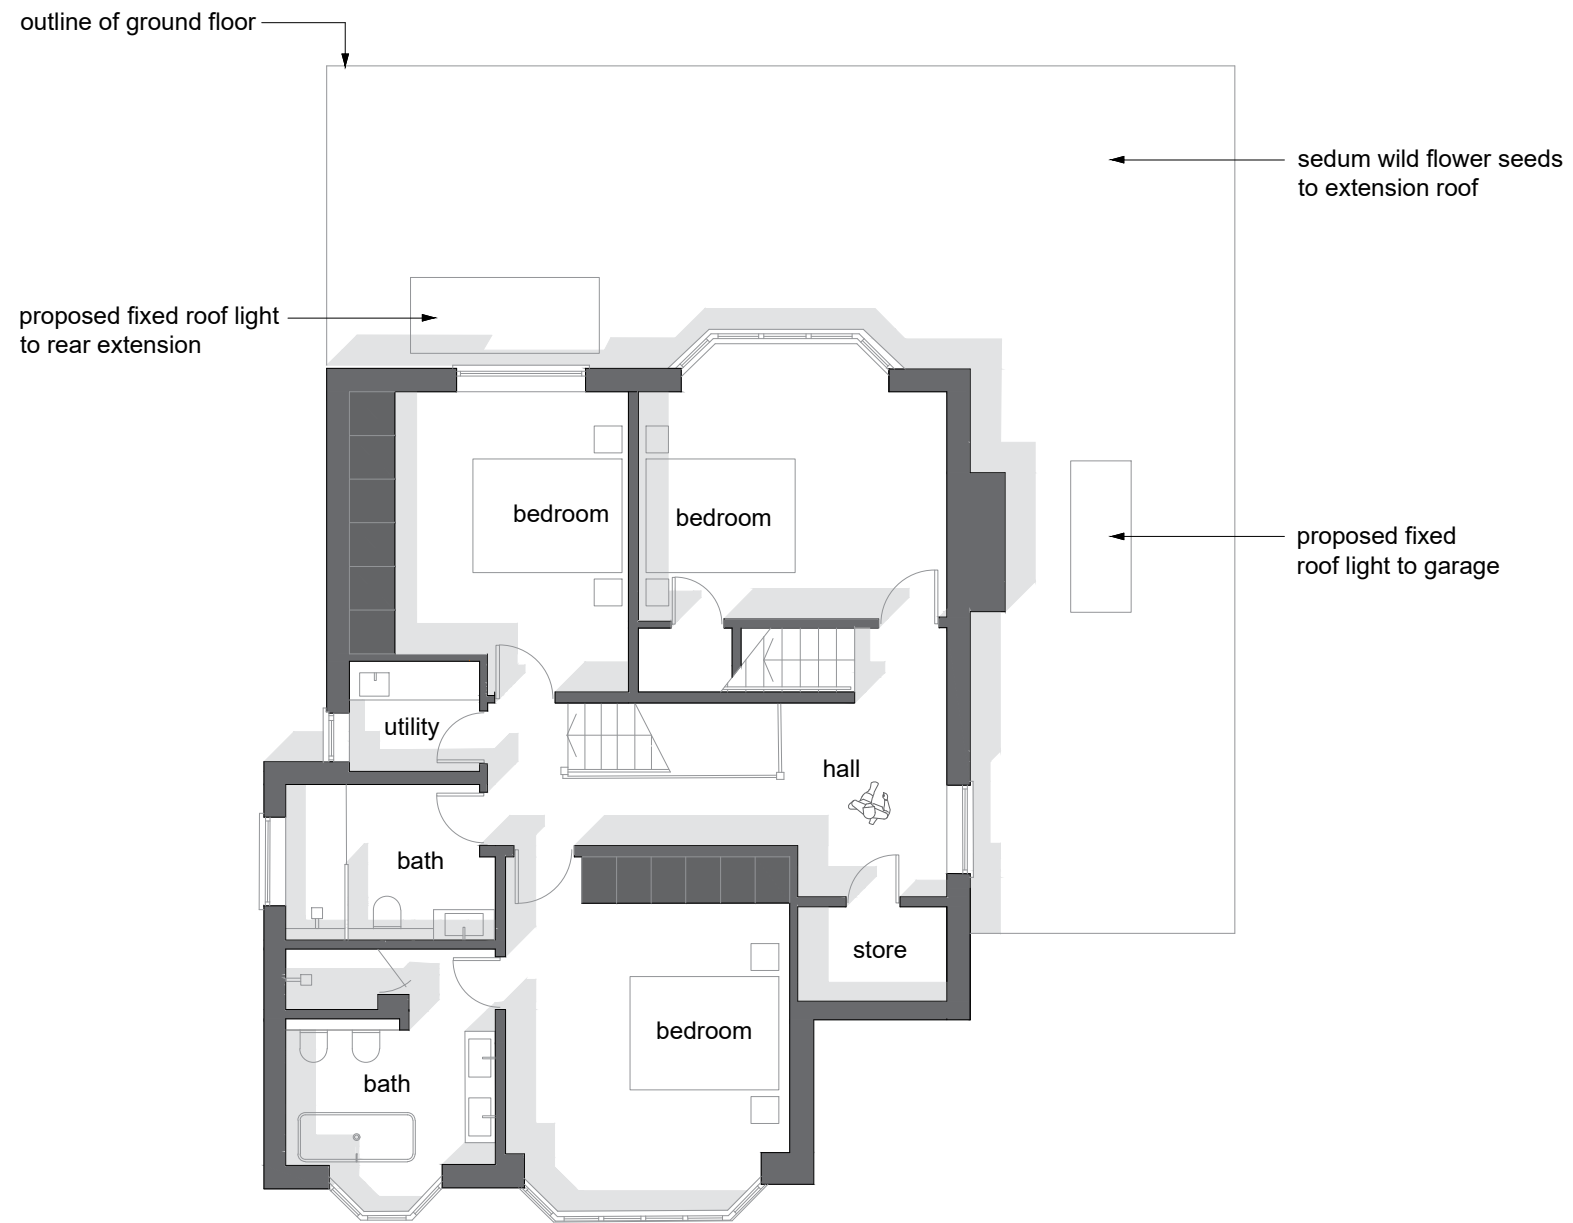 outline of ground floor
sedum wild flower seeds
to extension roof
proposed fixed roof light
to rear extension
bedroom
bedroom
proposed fixed
roof light to garage
utility
hall
bath
store
bedroom
bath